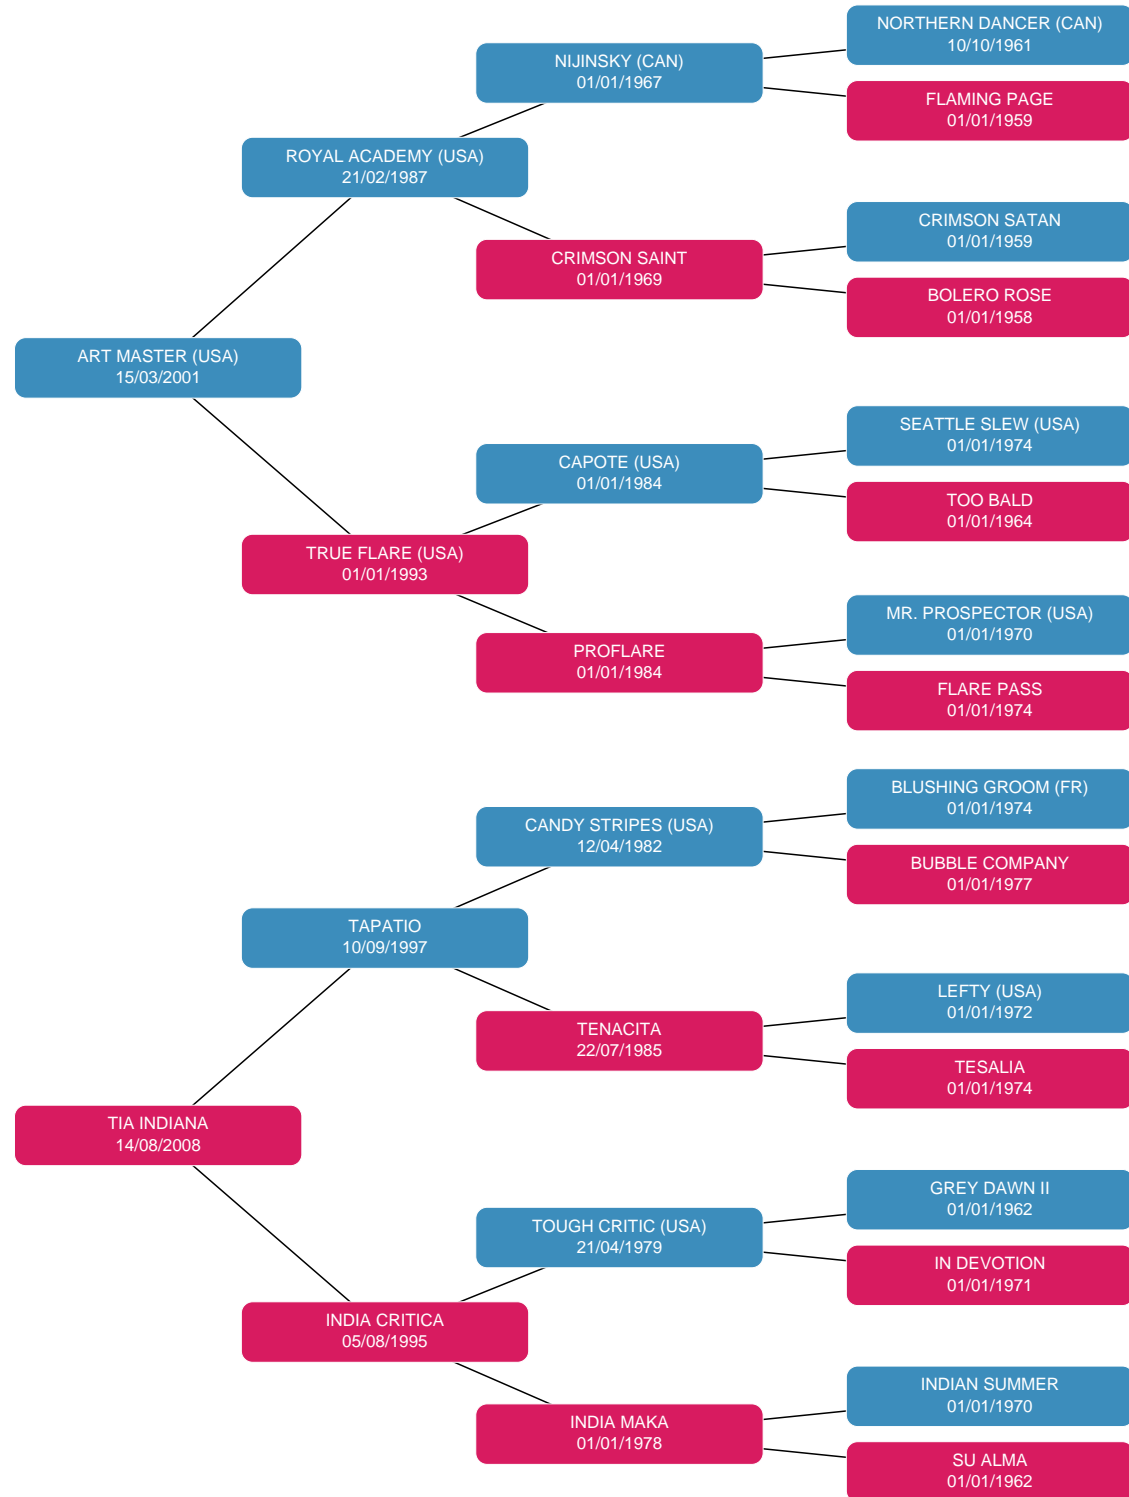 NORTHERN DANCER (CAN)
10/10/1961
NIJINSKY (CAN)
01/01/1967
FLAMING PAGE
01/01/1959
ROYAL ACADEMY (USA)
21/02/1987
CRIMSON SATAN
01/01/1959
CRIMSON SAINT
01/01/1969
BOLERO ROSE
01/01/1958
ART MASTER (USA)
15/03/2001
SEATTLE SLEW (USA)
01/01/1974
CAPOTE (USA)
01/01/1984
TOO BALD
01/01/1964
TRUE FLARE (USA)
01/01/1993
MR. PROSPECTOR (USA)
01/01/1970
PROFLARE
01/01/1984
FLARE PASS
01/01/1974
BLUSHING GROOM (FR)
01/01/1974
CANDY STRIPES (USA)
12/04/1982
BUBBLE COMPANY
01/01/1977
TAPATIO
10/09/1997
LEFTY (USA)
01/01/1972
TENACITA
22/07/1985
TESALIA
01/01/1974
TIA INDIANA
14/08/2008
GREY DAWN II
01/01/1962
TOUGH CRITIC (USA)
21/04/1979
IN DEVOTION
01/01/1971
INDIA CRITICA
05/08/1995
INDIAN SUMMER
01/01/1970
INDIA MAKA
01/01/1978
SU ALMA
01/01/1962